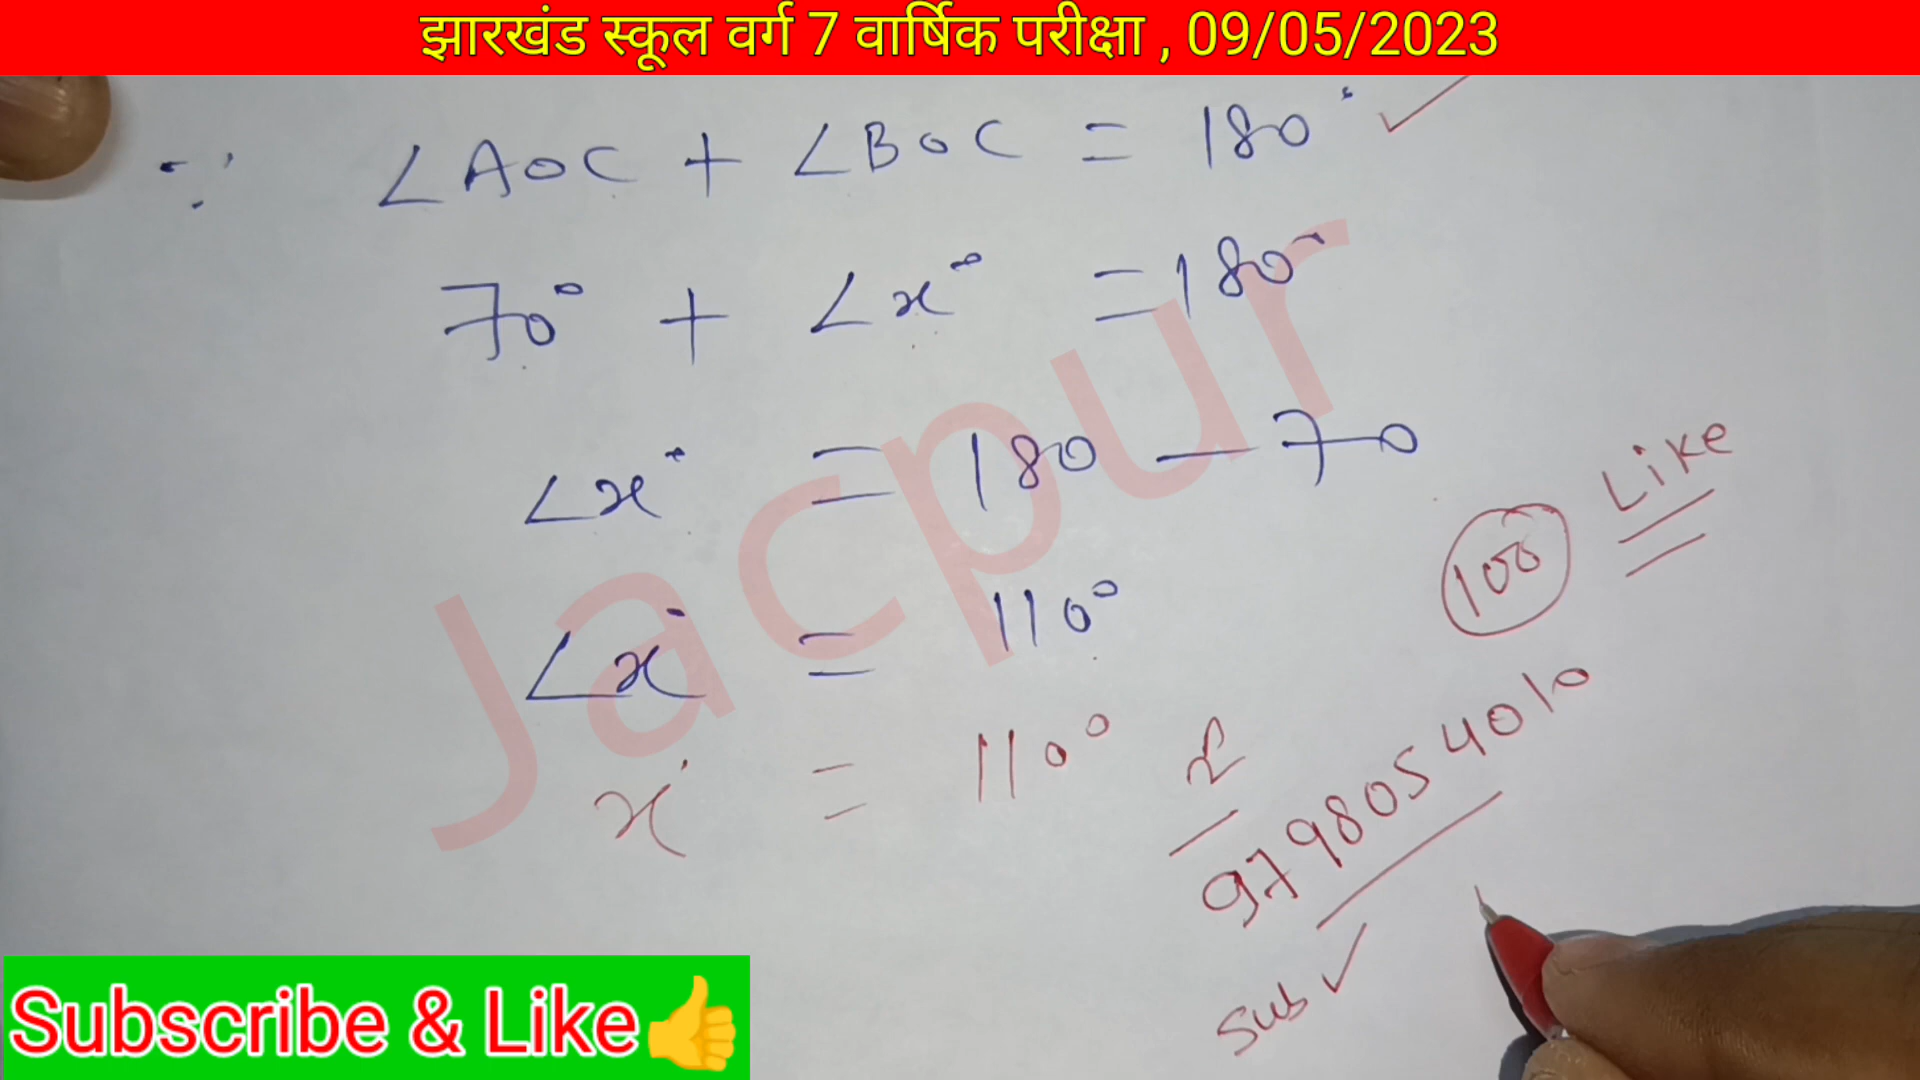 झारखंड स्कूल वर्ग 7 वार्षिक परीक्षा , 09/05/2023
∵ ∠AOC + ∠BOC = 180°
70° + ∠x° = 180°
∠x° = 180 – 70
∠x° = 110°
x° = 110°
Like
100
9798054010
Sub ✓
Jacpur
Subscribe & Like👍